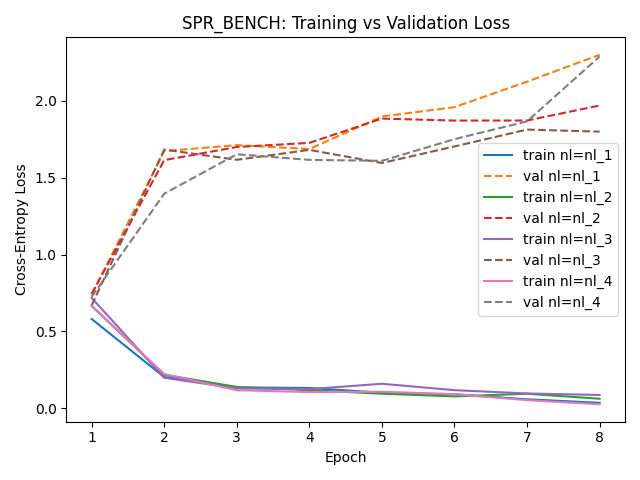 SPR_BENCH: Training vs Validation Loss
Cross-Entropy Loss
2.0
1.5
1.0
0.5
0.0
train nl=nl_1
val nl=nl_1
train nl=nl_2
val nl=nl_2
train nl=nl_3
val nl=nl_3
train nl=nl_4
val nl=nl_4
1 2 3 4 5 6 7 8
Epoch